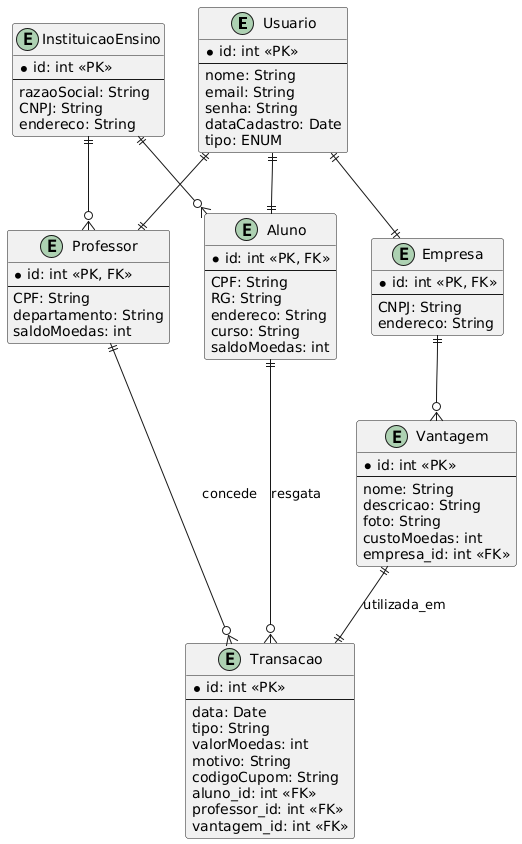 E InstituicaoEnsino
* id: int «PK»
razaoSocial: String
CNPJ: String
endereco: String
E Usuario
* id: int «PK»
nome: String
email: String
senha: String
dataCadastro: Date
tipo: ENUM
E Professor
* id: int «PK, FK»
CPF: String
departamento: String
saldoMoedas: int
E Aluno
* id: int «PK, FK»
CPF: String
RG: String
endereco: String
curso: String
saldoMoedas: int
E Empresa
* id: int «PK, FK»
CNPJ: String
endereco: String
E Vantagem
* id: int «PK»
nome: String
descricao: String
foto: String
custoMoedas: int
empresa_id: int «FK»
concede
resgata
utilizada_em
E Transacao
* id: int «PK»
data: Date
tipo: String
valorMoedas: int
motivo: String
codigoCupom: String
aluno_id: int «FK»
professor_id: int «FK»
vantagem_id: int «FK»